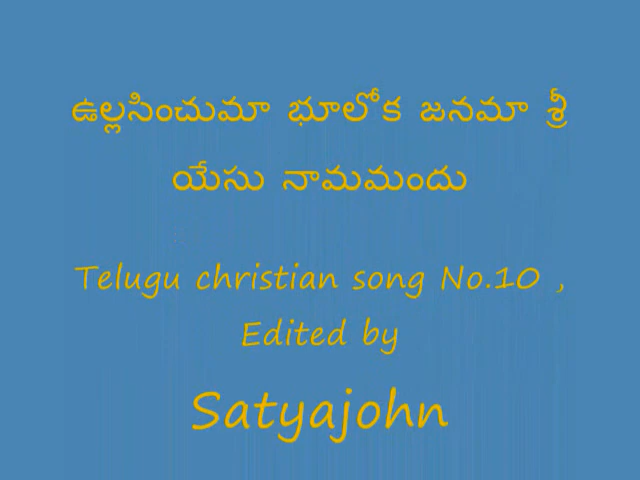 ఉల్లసించుమా భూలోక జనమా శ్రీ
యేసు నామమందు
Telugu christian song No.10 ,
Edited by
Satyajohn